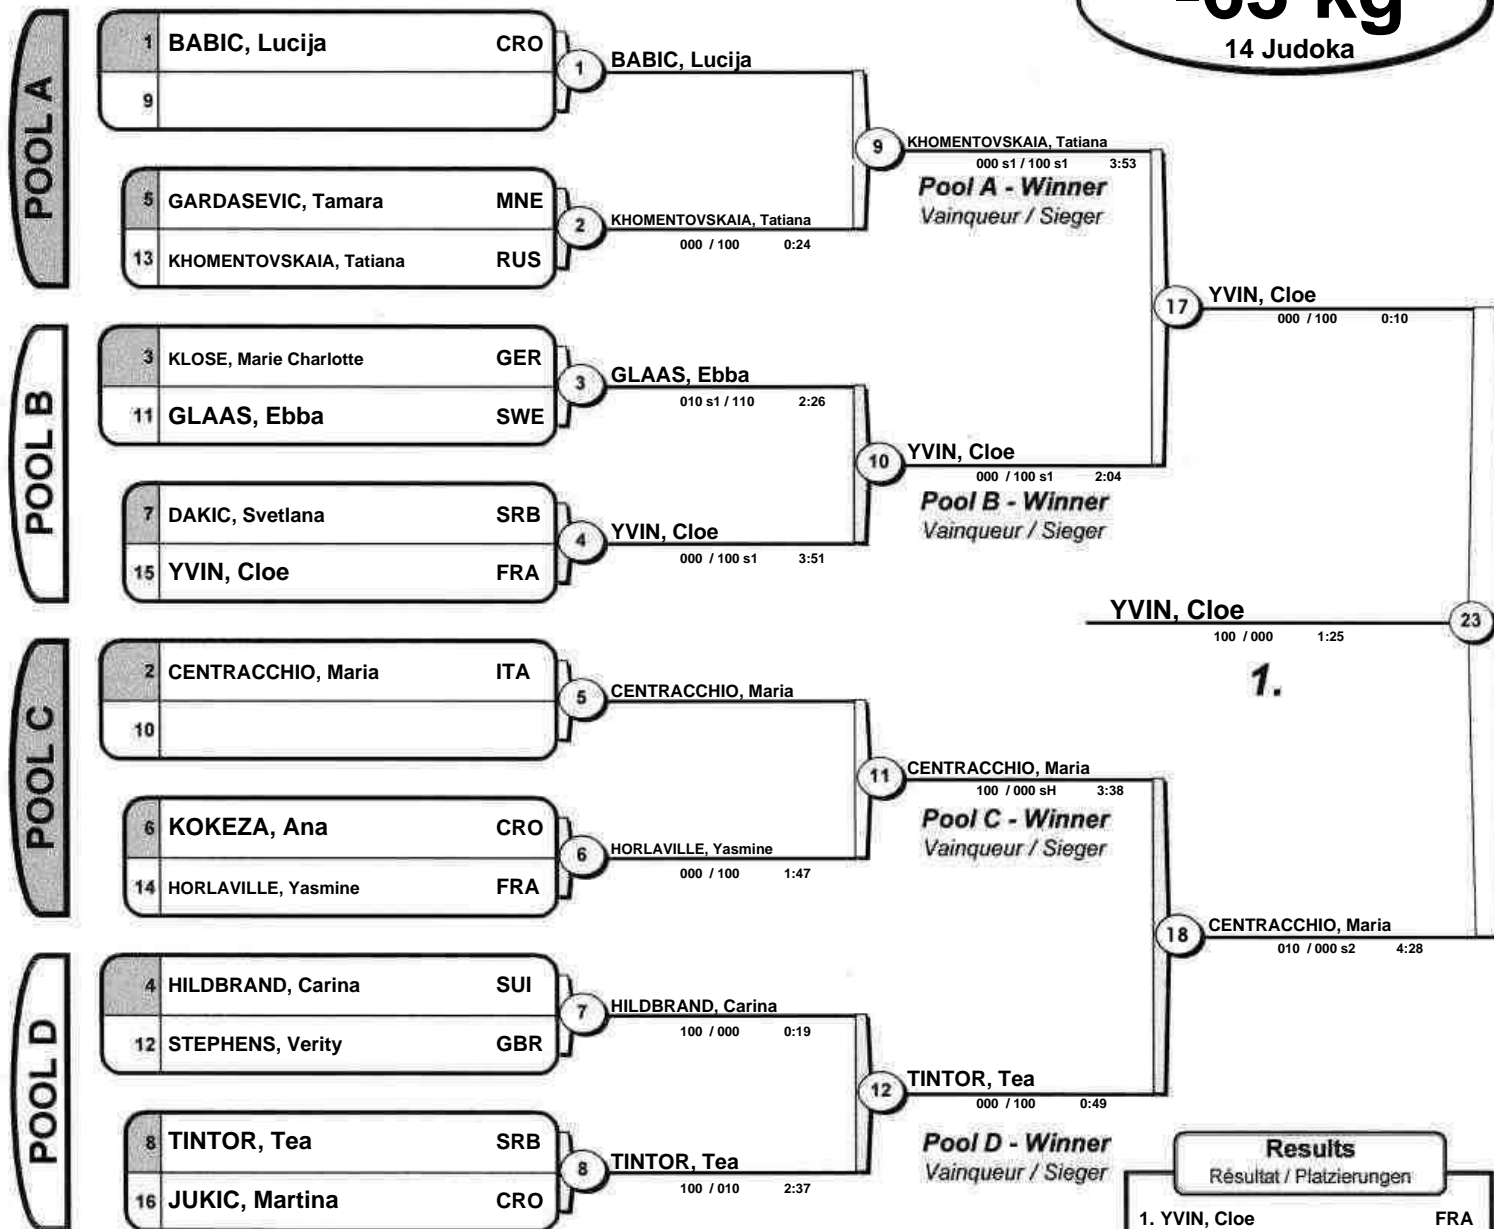 -63 kg
14 Judoka
POOL A
1 BABIC, Lucija CRO
9
1 BABIC, Lucija
5 GARDASEVIC, Tamara MNE
13 KHOMENTOVSKAIA, Tatiana RUS
2 KHOMENTOVSKAIA, Tatiana
000 / 100 0:24
9 KHOMENTOVSKAIA, Tatiana
000 s1 / 100 s1 3:53
Pool A - Winner
Vainqueur / Sieger
POOL B
3 KLOSE, Marie Charlotte GER
11 GLAAS, Ebba SWE
3 GLAAS, Ebba
010 s1 / 110 2:26
7 DAKIC, Svetlana SRB
15 YVIN, Cloe FRA
4 YVIN, Cloe
000 / 100 s1 3:51
10 YVIN, Cloe
000 / 100 s1 2:04
Pool B - Winner
Vainqueur / Sieger
17 YVIN, Cloe
000 / 100 0:10
YVIN, Cloe 23
100 / 000 1:25
1.
POOL C
2 CENTRACCHIO, Maria ITA
10
5 CENTRACCHIO, Maria
6 KOKEZA, Ana CRO
14 HORLAVILLE, Yasmine FRA
6 HORLAVILLE, Yasmine
000 / 100 1:47
11 CENTRACCHIO, Maria
100 / 000 sH 3:38
Pool C - Winner
Vainqueur / Sieger
18 CENTRACCHIO, Maria
010 / 000 s2 4:28
POOL D
4 HILDBRAND, Carina SUI
12 STEPHENS, Verity GBR
7 HILDBRAND, Carina
100 / 000 0:19
8 TINTOR, Tea SRB
16 JUKIC, Martina CRO
8 TINTOR, Tea
100 / 010 2:37
12 TINTOR, Tea
000 / 100 0:49
Pool D - Winner
Vainqueur / Sieger
Results
Résultat / Platzierungen
1. YVIN, Cloe FRA